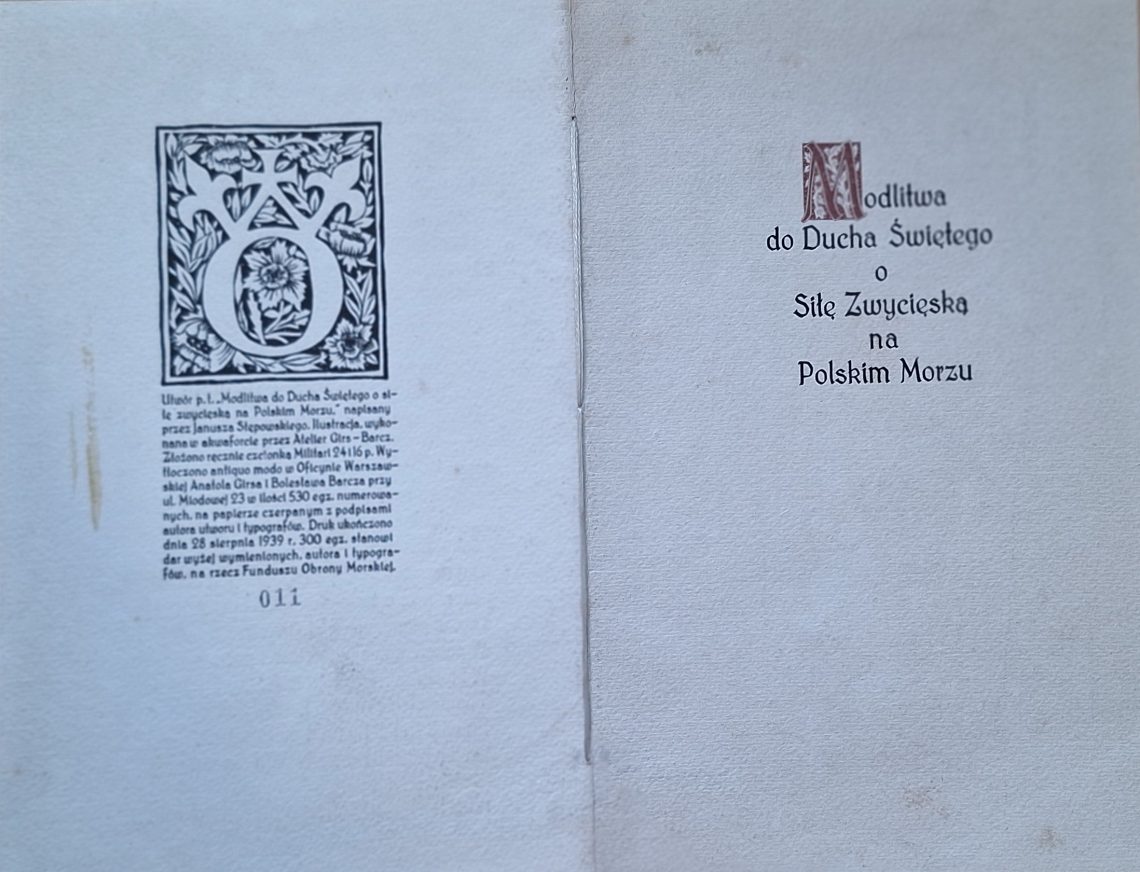 Utwór p. t. „Modlitwa do Ducha Świętego o si-
łę zwycięską na Polskim Morzu,” napisany
przez Janusza Stępowskiego. Ilustracja, wyko-
nana w akwaforcie przez Atelier Girs–Barcz.
Złożono ręcznie czcionką Militari 24 i 16 p. Wy-
tłoczono antiquo modo w Oficynie Warszaw-
skiej Anatola Girsa i Bolesława Barcza przy
ul. Miodowej 23 w ilości 530 egz. numerowa-
nych, na papierze czerpanym z podpisami
autora utworu i typografów. Druk ukończono
dnia 28 sierpnia 1939 r. 300 egz. stanowi
dar wyżej wymienionych, autora i typogra-
fów, na rzecz Funduszu Obrony Morskiej.
011
Modlitwa
do Ducha Świętego
o
Siłę Zwycięską
na
Polskim Morzu